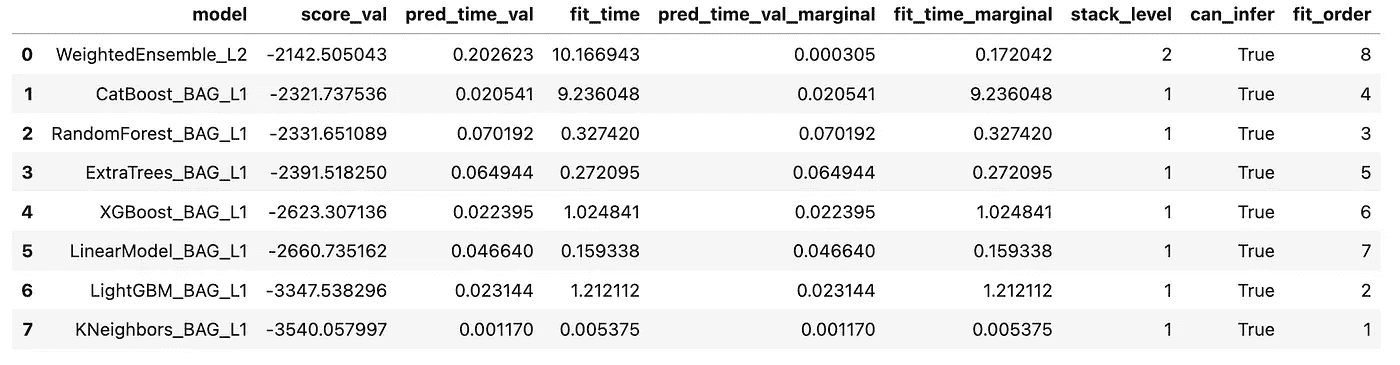 model score_val pred_time_val fit_time pred_time_val_marginal fit_time_marginal stack_level can_infer fit_order
0 WeightedEnsemble_L2 -2142.505043 0.202623 10.166943 0.000305 0.172042 2 True 8
1 CatBoost_BAG_L1 -2321.737536 0.020541 9.236048 0.020541 9.236048 1 True 4
2 RandomForest_BAG_L1 -2331.651089 0.070192 0.327420 0.070192 0.327420 1 True 3
3 ExtraTrees_BAG_L1 -2391.518250 0.064944 0.272095 0.064944 0.272095 1 True 5
4 XGBoost_BAG_L1 -2623.307136 0.022395 1.024841 0.022395 1.024841 1 True 6
5 LinearModel_BAG_L1 -2660.735162 0.046640 0.159338 0.046640 0.159338 1 True 7
6 LightGBM_BAG_L1 -3347.538296 0.023144 1.212112 0.023144 1.212112 1 True 2
7 KNeighbors_BAG_L1 -3540.057997 0.001170 0.005375 0.001170 0.005375 1 True 1